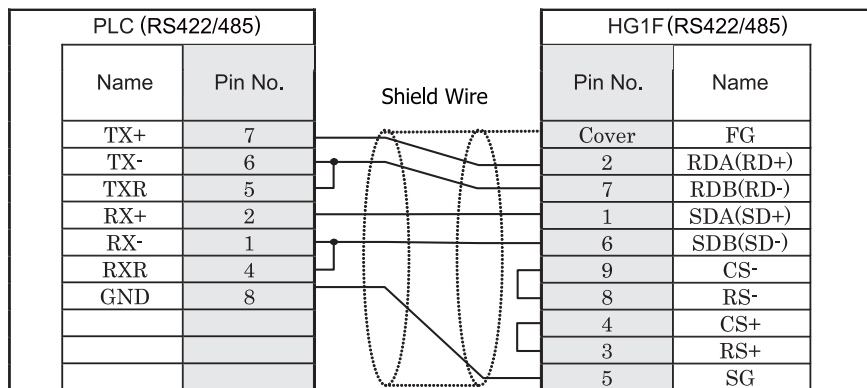 PLC (RS422/485) HG1F(RS422/485)
Name Pin No. Shield Wire Pin No. Name
TX+ 7 Cover FG
TX- 6 2 RDA(RD+)
TXR 5 7 RDB(RD-)
RX+ 2 1 SDA(SD+)
RX- 1 6 SDB(SD-)
RXR 4 9 CS-
GND 8 8 RS-
4 CS+
3 RS+
5 SG